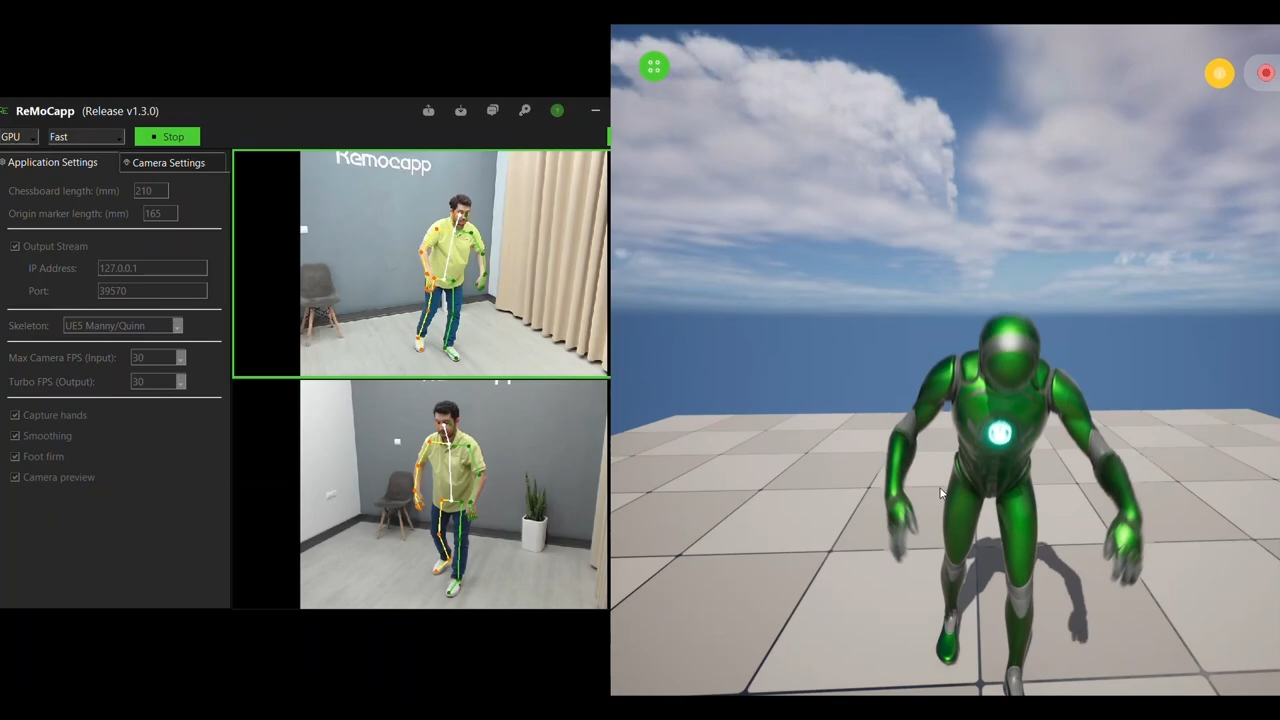 ReMoCapp (Release v1.3.0)
GPU
Fast
Stop
Application Settings
Camera Settings
Chessboard length: (mm) 210
Origin marker length: (mm) 165
Output Stream
IP Address: 127.0.0.1
Port: 39570
Skeleton: UE5 Manny/Quinn
Max Camera FPS (Input): 30
Turbo FPS (Output): 30
Capture hands
Smoothing
Foot firm
Camera preview
Remocapp